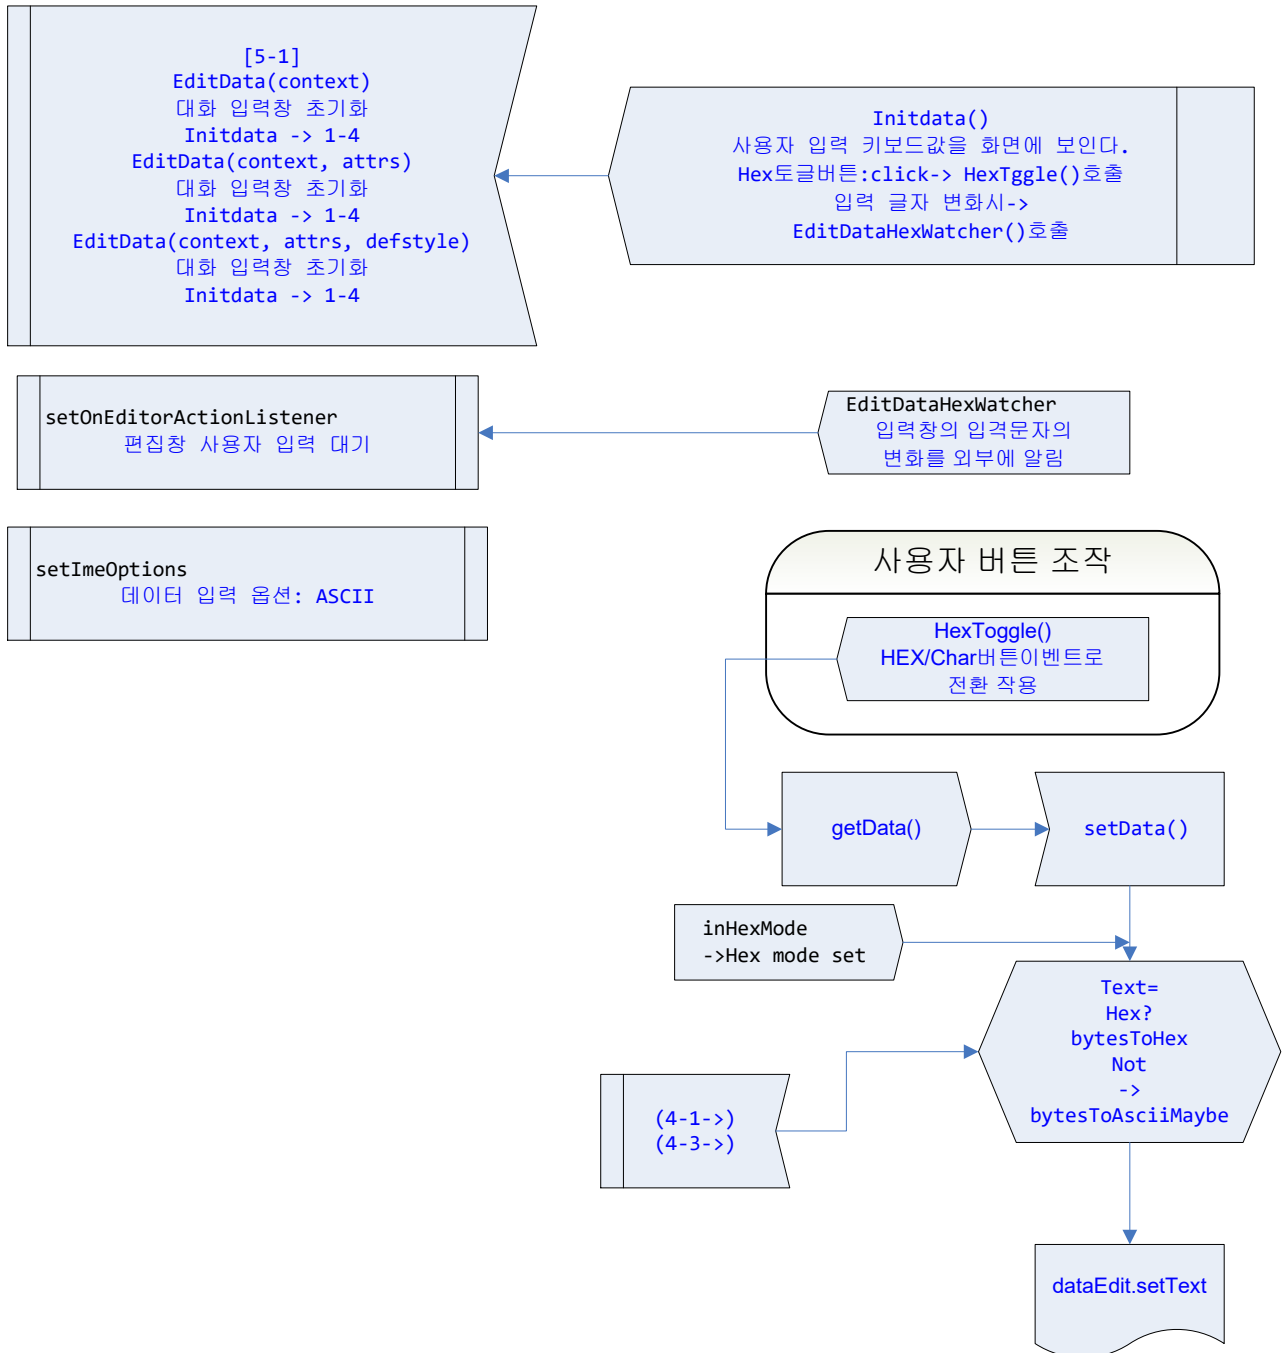 [5-1]
EditData(context)
대화 입력창 초기화
Initdata -> 1-4
EditData(context, attrs)
대화 입력창 초기화
Initdata -> 1-4
EditData(context, attrs, defstyle)
대화 입력창 초기화
Initdata -> 1-4
Initdata()
사용자 입력 키보드값을 화면에 보인다.
Hex토글버튼:click-> HexTggle()호출
입력 글자 변화시->
EditDataHexWatcher()호출
setOnEditorActionListener
편집창 사용자 입력 대기
EditDataHexWatcher
입력창의 입격문자의
변화를 외부에 알림
setImeOptions
데이터 입력 옵션: ASCII
사용자 버튼 조작
HexToggle()
HEX/Char버튼이벤트로
전환 작용
getData()
setData()
inHexMode
->Hex mode set
Text=
Hex?
bytesToHex
Not
->
bytesToAsciiMaybe
(4-1->)
(4-3->)
dataEdit.setText